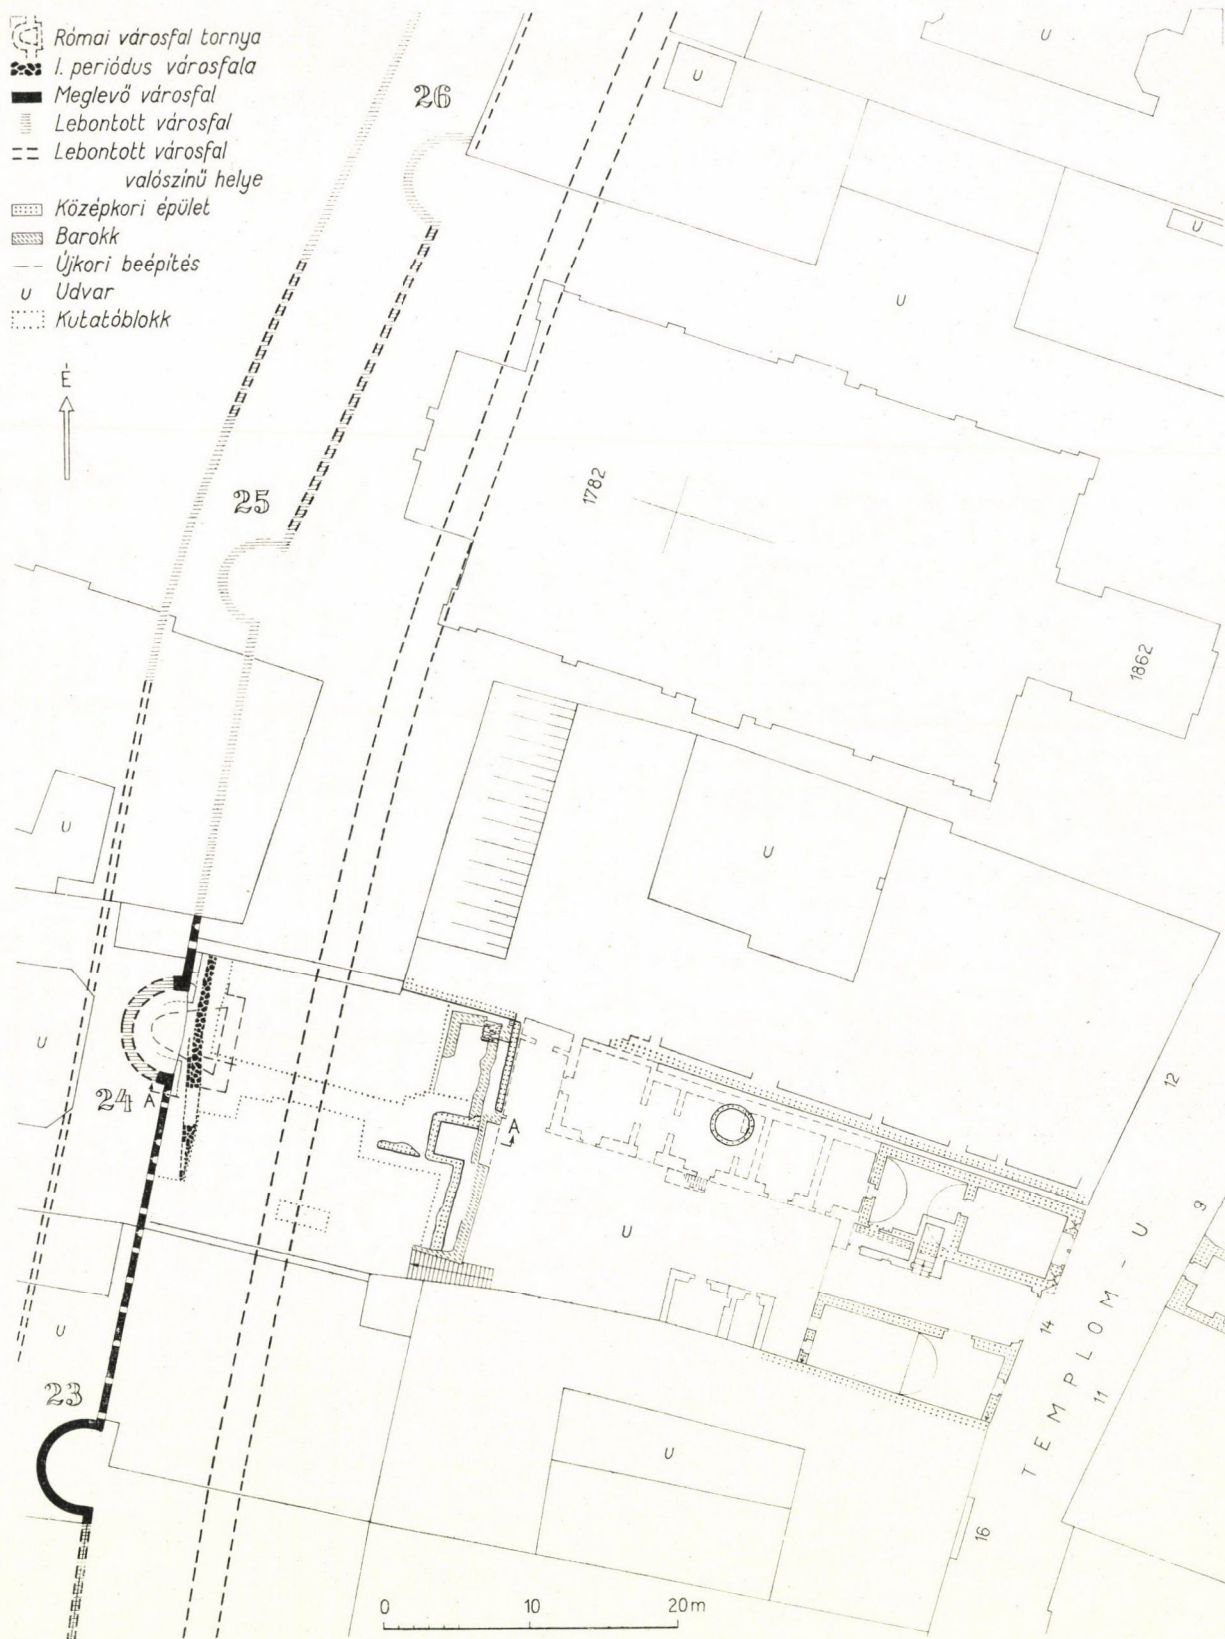 Római városfal tornya
I. periódus városfala
Meglevő városfal
Lebontott városfal
Lebontott városfal
valószínű helye
Középkori épület
Barokk
Újkori beépítés
U Udvar
Kutatóblokk
É
26
U
U
U
U
25
1782
1862
U
U
U
24
A
A
12
9
U
U
23
14
TEMPLOM - U
11
U
16
0 10 20m